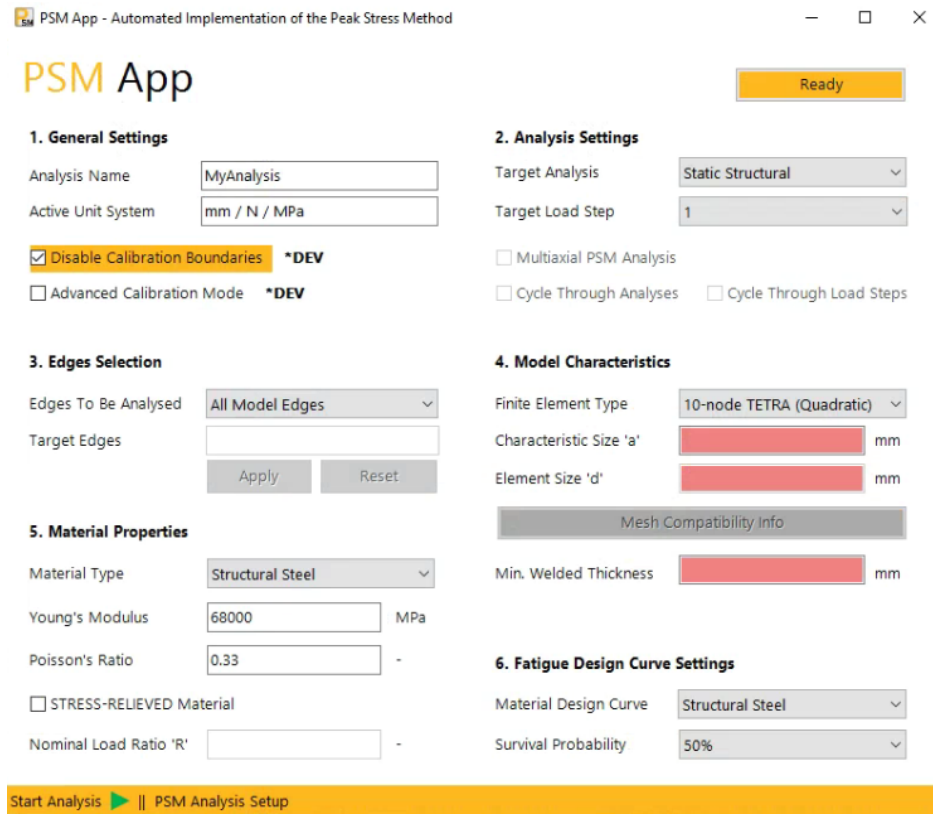 PSM App - Automated Implementation of the Peak Stress Method
PSM App
Ready
1. General Settings
Analysis Name
MyAnalysis
Active Unit System
mm / N / MPa
Disable Calibration Boundaries *DEV
Advanced Calibration Mode *DEV
2. Analysis Settings
Target Analysis
Static Structural
Target Load Step
1
Multiaxial PSM Analysis
Cycle Through Analyses
Cycle Through Load Steps
3. Edges Selection
Edges To Be Analysed
All Model Edges
Target Edges
Apply
Reset
4. Model Characteristics
Finite Element Type
10-node TETRA (Quadratic)
Characteristic Size 'a'
mm
Element Size 'd'
mm
Mesh Compatibility Info
Min. Welded Thickness
mm
5. Material Properties
Material Type
Structural Steel
Young's Modulus
68000
MPa
Poisson's Ratio
0.33
-
STRESS-RELIEVED Material
Nominal Load Ratio 'R'
-
6. Fatigue Design Curve Settings
Material Design Curve
Structural Steel
Survival Probability
50%
Start Analysis || PSM Analysis Setup